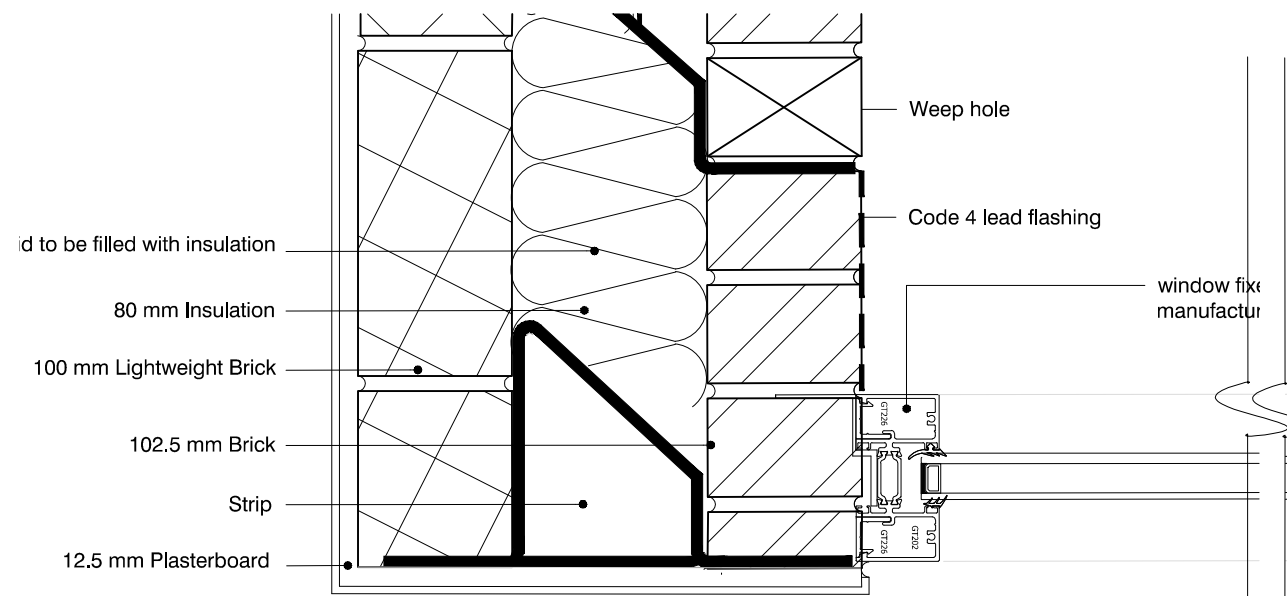 Weep hole
Code 4 lead flashing
id to be filled with insulation
window fixe
manufactur
80 mm Insulation
100 mm Lightweight Brick
GT226
102.5 mm Brick
Strip
GT226
GT202
12.5 mm Plasterboard